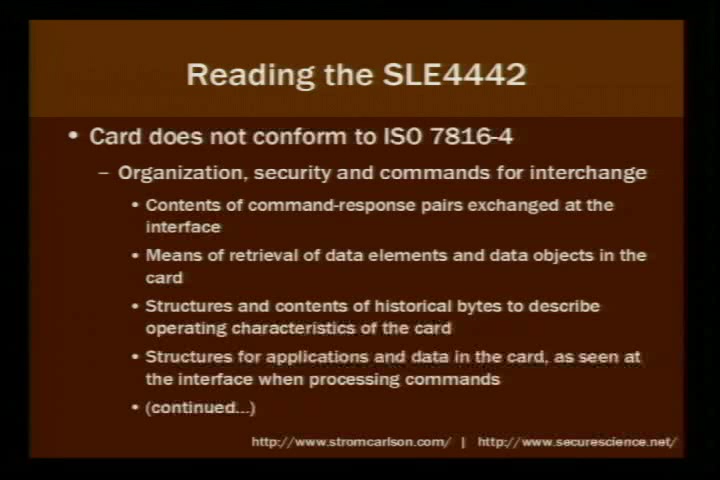 Reading the SLE4442
• Card does not conform to ISO 7816-4
– Organization, security and commands for interchange
• Contents of command-response pairs exchanged at the
interface
• Means of retrieval of data elements and data objects in the
card
• Structures and contents of historical bytes to describe
operating characteristics of the card
• Structures for applications and data in the card, as seen at
the interface when processing commands
• (continued...)
http://www.stromcarlson.com/ | http://www.securescience.net/